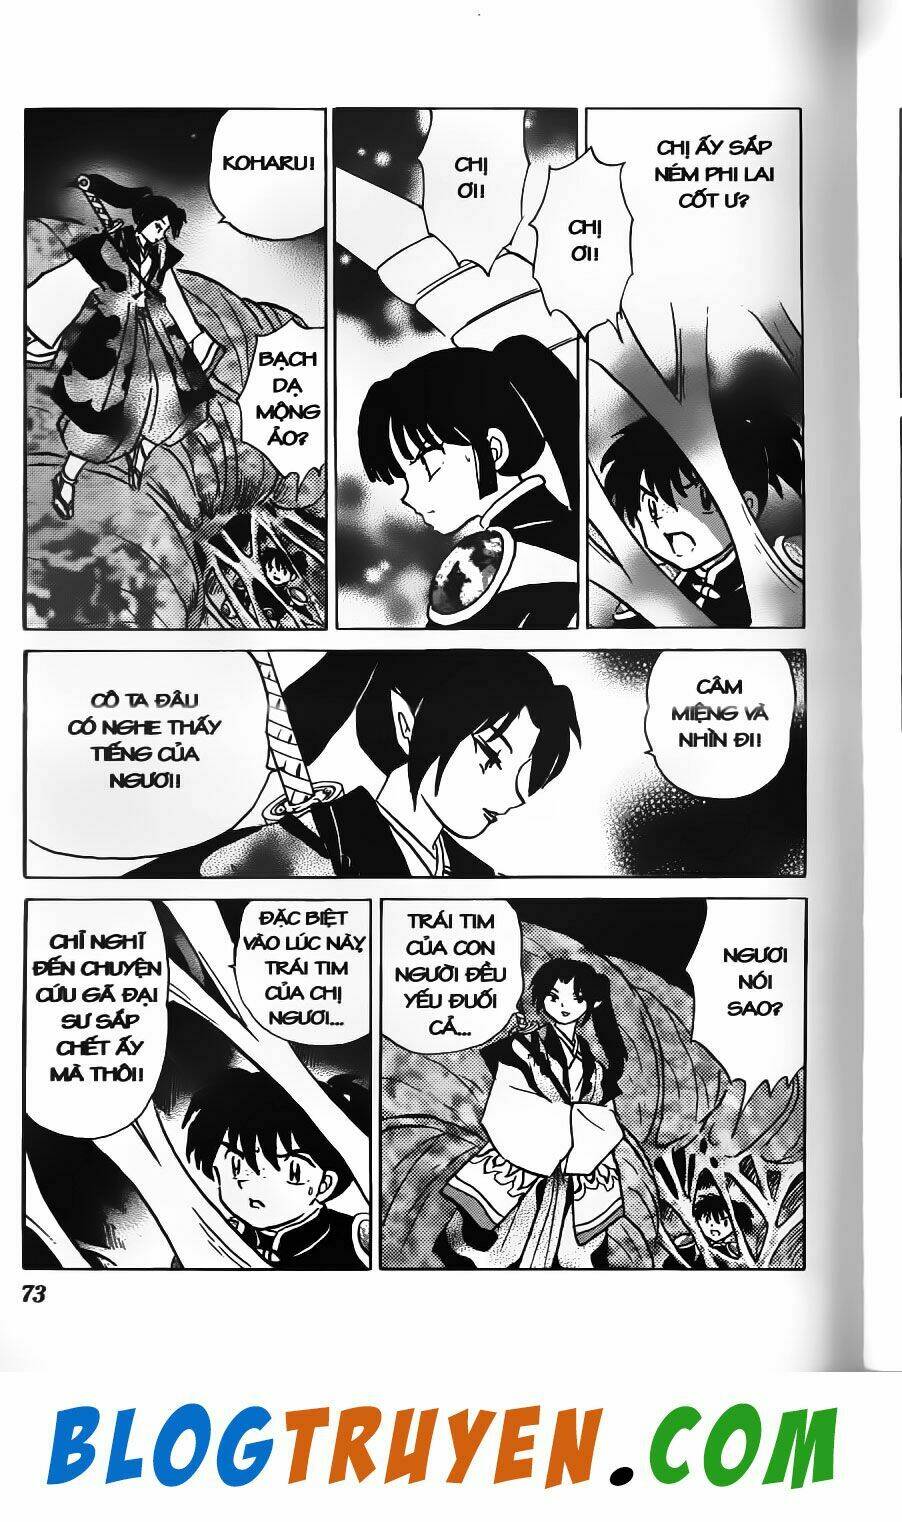 CHỊ ẤY SẮP
NÉM PHI LAI
CỐT Ư?
CHỊ
ƠI!
CHỊ
ƠI!
KOHARU!
BẠCH
DẠ
MỘNG
ẢO?
CÂM
MIỆNG VÀ
NHÌN ĐI!
CÔ TA ĐÂU
CÓ NGHE THẤY
TIẾNG CỦA
NGƯƠI!
NGƯƠI
NÓI
SAO?
TRÁI TIM
CỦA CON
NGƯỜI ĐỀU
YẾU ĐUỐI
CẢ...
ĐẶC BIỆT
VÀO LÚC NÀY,
TRÁI TIM
CỦA CHỊ
NGƯƠI...
CHỈ NGHĨ
ĐẾN CHUYỆN
CỨU GÃ ĐẠI
SƯ SẮP
CHẾT ẤY
MÀ THÔI!
73
BLOGTRUYEN.COM